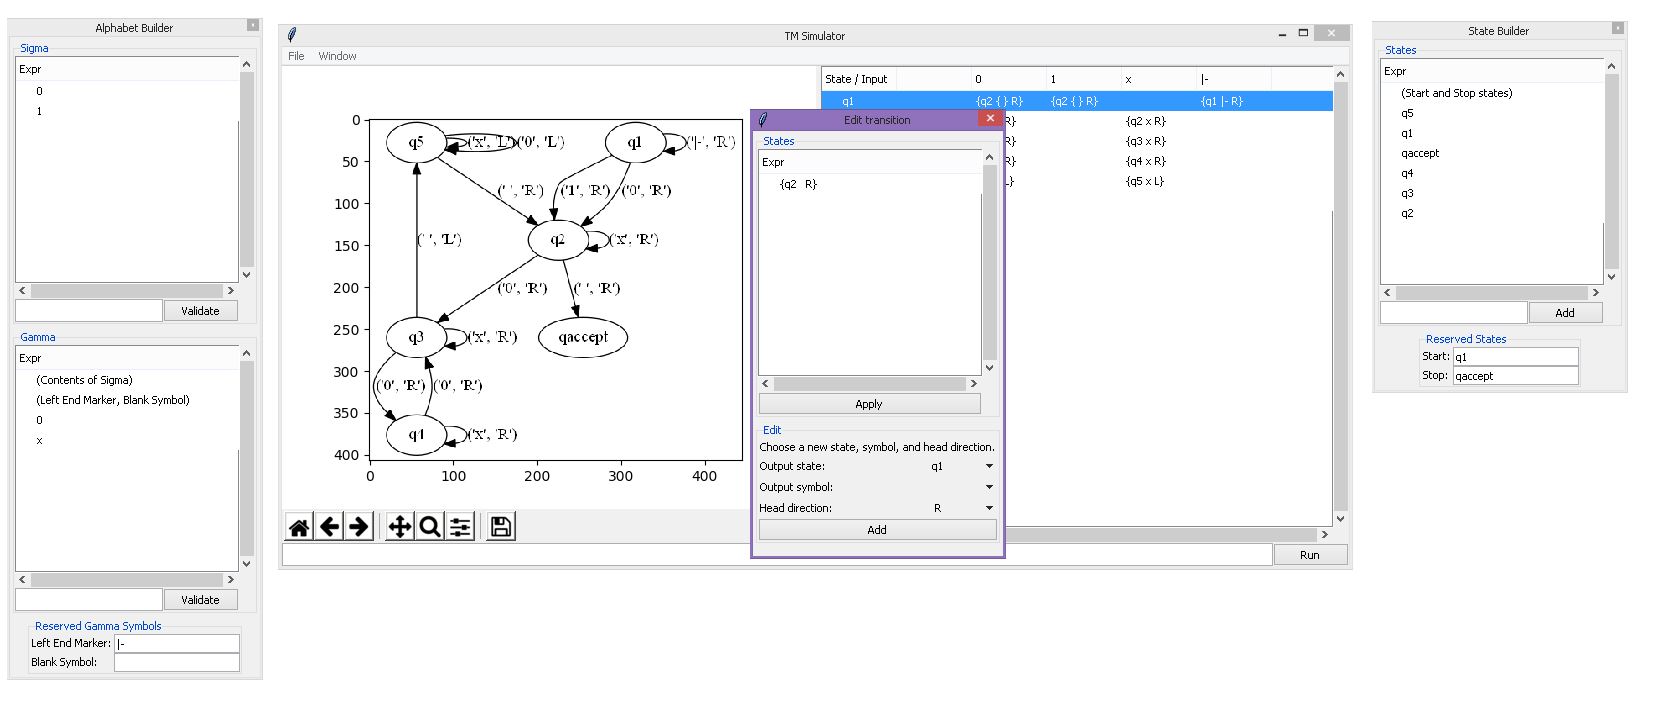 Alphabet Builder
Sigma
Expr
0
1
Validate
Gamma
Expr
(Contents of Sigma)
(Left End Marker, Blank Symbol)
0
x
Validate
Reserved Gamma Symbols
Left End Marker: |-
Blank Symbol:
TM Simulator
File Window
State / Input 0 1 x |-
q1 {q2 { } R} {q2 { } R} {q1 |- R}
R} {q2 x R}
R} {q3 x R}
R} {q4 x R}
L} {q5 x L}
0
50
100
150
200
250
300
350
400
0 100 200 300 400
q5 ('x', 'L') ('0', 'L') q1 ('|-', 'R')
(' ', 'R') ('1', 'R') ('0', 'R')
(' ', 'L') q2 ('x', 'R')
('0', 'R') (' ', 'R')
q3 ('x', 'R') qaccept
('0', 'R') ('0', 'R')
q4 ('x', 'R')
Run
Edit transition
States
Expr
{q2 R}
Apply
Edit
Choose a new state, symbol, and head direction.
Output state: q1
Output symbol:
Head direction: R
Add
State Builder
States
Expr
(Start and Stop states)
q5
q1
qaccept
q4
q3
q2
Add
Reserved States
Start: q1
Stop: qaccept